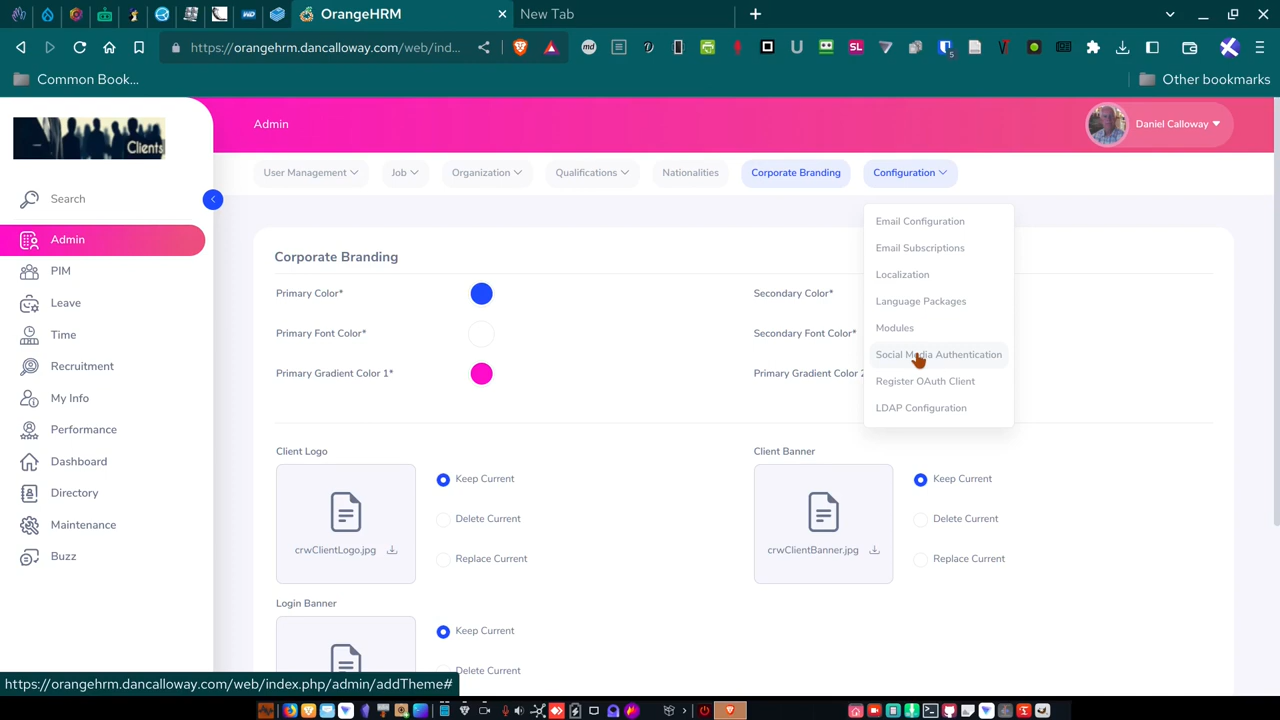 OrangeHRM
New Tab
https://orangehrm.dancalloway.com/web/ind...
Common Book...
Other bookmarks
Clients
Admin
Daniel Calloway
User Management
Job
Organization
Qualifications
Nationalities
Corporate Branding
Configuration
Search
Admin
PIM
Leave
Time
Recruitment
My Info
Performance
Dashboard
Directory
Maintenance
Buzz
Email Configuration
Email Subscriptions
Localization
Language Packages
Modules
Social Media Authentication
Register OAuth Client
LDAP Configuration
Corporate Branding
Primary Color*
Secondary Color*
Primary Font Color*
Secondary Font Color*
Primary Gradient Color 1*
Primary Gradient Color 2
Client Logo
crwClientLogo.jpg
Keep Current
Delete Current
Replace Current
Client Banner
crwClientBanner.jpg
Keep Current
Delete Current
Replace Current
Login Banner
Keep Current
Delete Current
https://orangehrm.dancalloway.com/web/index.php/admin/addTheme#